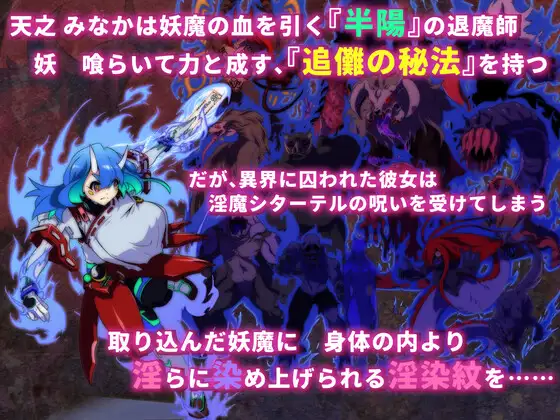 天之 みなかは妖魔の血を引く『半陽』の退魔師
妖　喰らいて力と成す、『追儺の秘法』を持つ
だが、異界に囚われた彼女は
淫魔シターテルの呪いを受けてしまう
取り込んだ妖魔に　身体の内より
淫らに染め上げられる淫染紋を……